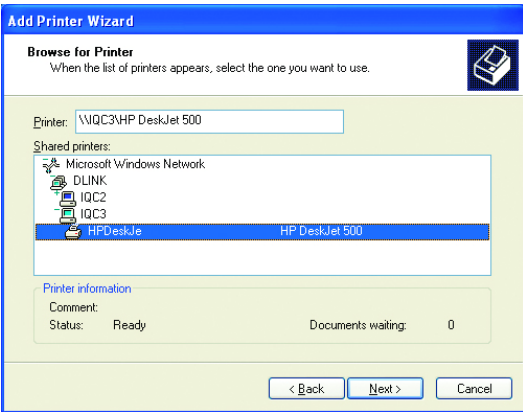 Add Printer Wizard
Browse for Printer
When the list of printers appears, select the one you want to use.
Printer: \\IQC3\HP DeskJet 500
Shared printers:
Microsoft Windows Network
DLINK
IQC2
IQC3
HPDeskJe HP DeskJet 500
Printer information
Comment:
Status: Ready Documents waiting: 0
< Back Next > Cancel